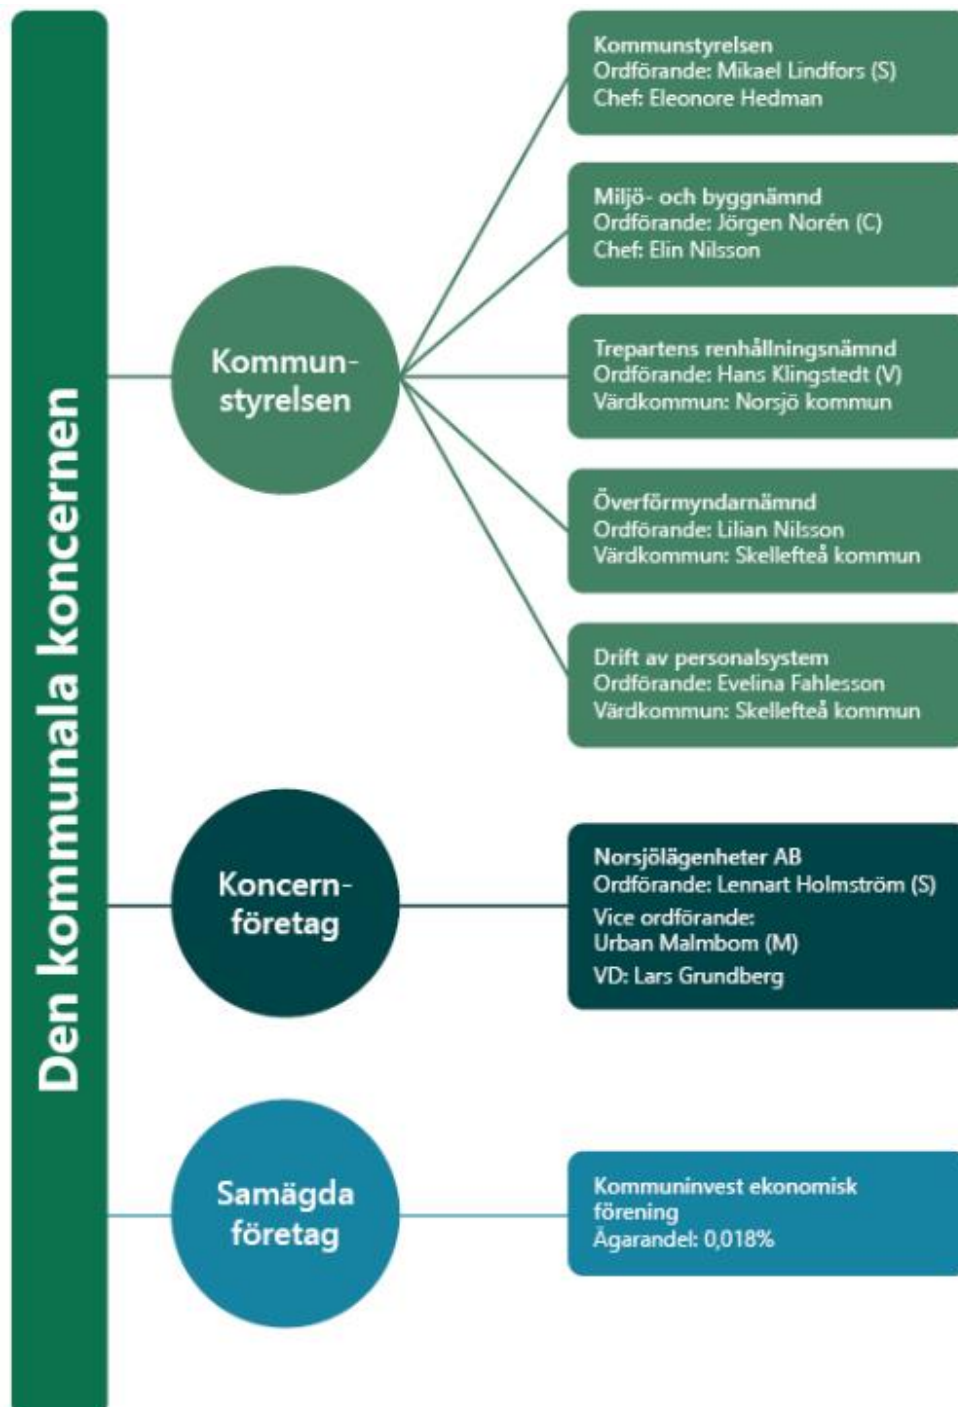 Den kommunala koncernen
Kommun-
styrelsen
Kommunstyrelsen
Ordförande: Mikael Lindfors (S)
Chef: Eleonore Hedman
Miljö- och byggnämnd
Ordförande: Jörgen Norén (C)
Chef: Elin Nilsson
Trepartens renhållningsnämnd
Ordförande: Hans Klingstedt (V)
Värdkommun: Norsjö kommun
Överförmyndarnämnd
Ordförande: Lilian Nilsson
Värdkommun: Skellefteå kommun
Drift av personalsystem
Ordförande: Evelina Fahlesson
Värdkommun: Skellefteå kommun
Koncern-
företag
Norsjölägenheter AB
Ordförande: Lennart Holmström (S)
Vice ordförande:
Urban Malmbom (M)
VD: Lars Grundberg
Samägda
företag
Kommuninvest ekonomisk
förening
Ägarandel: 0,018%